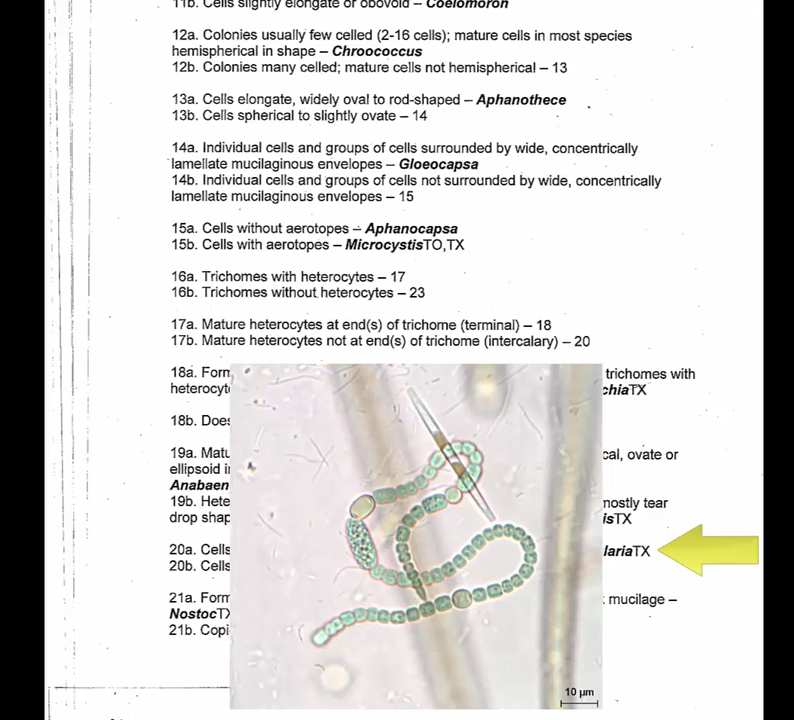 11b. Cells slightly elongate or obovoid – Coelomoron
12a. Colonies usually few celled (2-16 cells); mature cells in most species
hemispherical in shape – Chroococcus
12b. Colonies many celled; mature cells not hemispherical – 13
13a. Cells elongate, widely oval to rod-shaped – Aphanothece
13b. Cells spherical to slightly ovate – 14
14a. Individual cells and groups of cells surrounded by wide, concentrically
lamellate mucilaginous envelopes – Gloeocapsa
14b. Individual cells and groups of cells not surrounded by wide, concentrically
lamellate mucilaginous envelopes – 15
15a. Cells without aerotopes – Aphanocapsa
15b. Cells with aerotopes – MicrocystisTO,TX
16a. Trichomes with heterocytes – 17
16b. Trichomes without heterocytes – 23
17a. Mature heterocytes at end(s) of trichome (terminal) – 18
17b. Mature heterocytes not at end(s) of trichome (intercalary) – 20
18a. Form trichomes with
heterocyt chiaTX
18b. Does
19a. Matu cal, ovate or
ellipsoid i
Anabaen
19b. Hete mostly tear
drop shap isTX
20a. Cells lariaTX
20b. Cells
21a. Form mucilage –
NostocTX
21b. Copi
10 µm